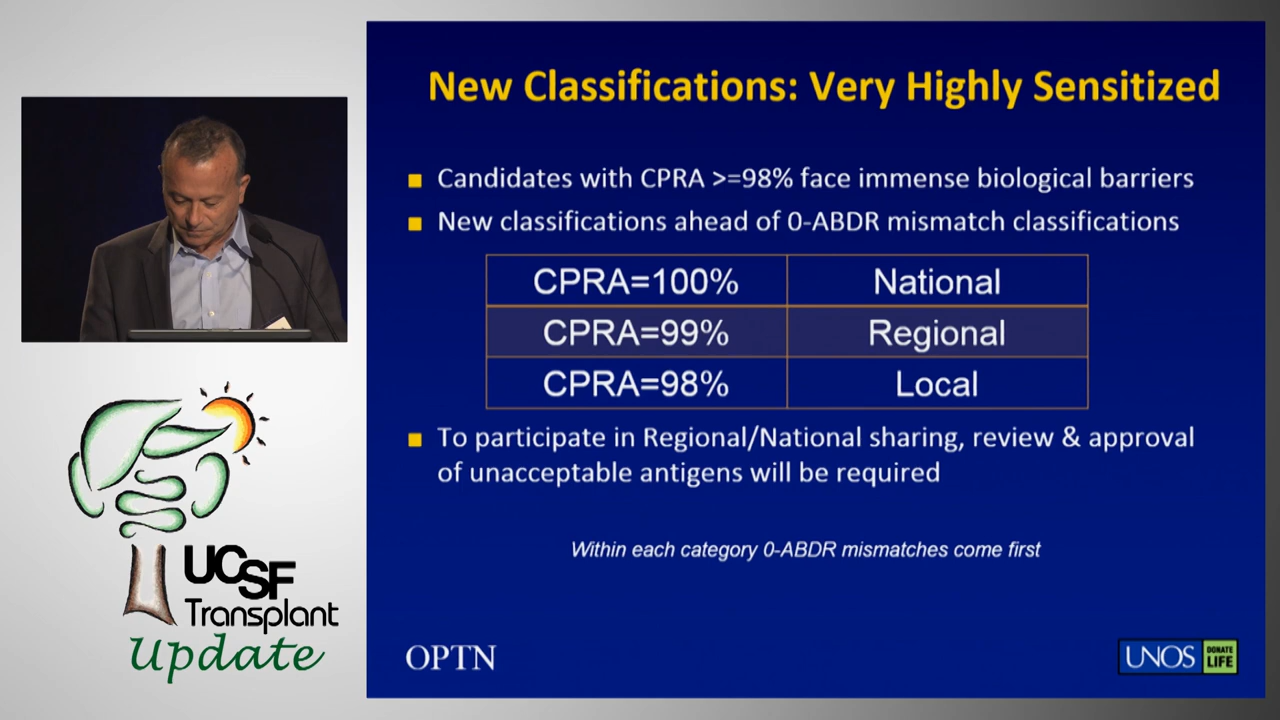 New Classifications: Very Highly Sensitized
■ Candidates with CPRA >=98% face immense biological barriers
■ New classifications ahead of 0-ABDR mismatch classifications
CPRA=100% National
CPRA=99% Regional
CPRA=98% Local
■ To participate in Regional/National sharing, review & approval
of unacceptable antigens will be required
Within each category 0-ABDR mismatches come first
OPTN
UNOS DONATE LIFE
UCSF
Transplant
Update